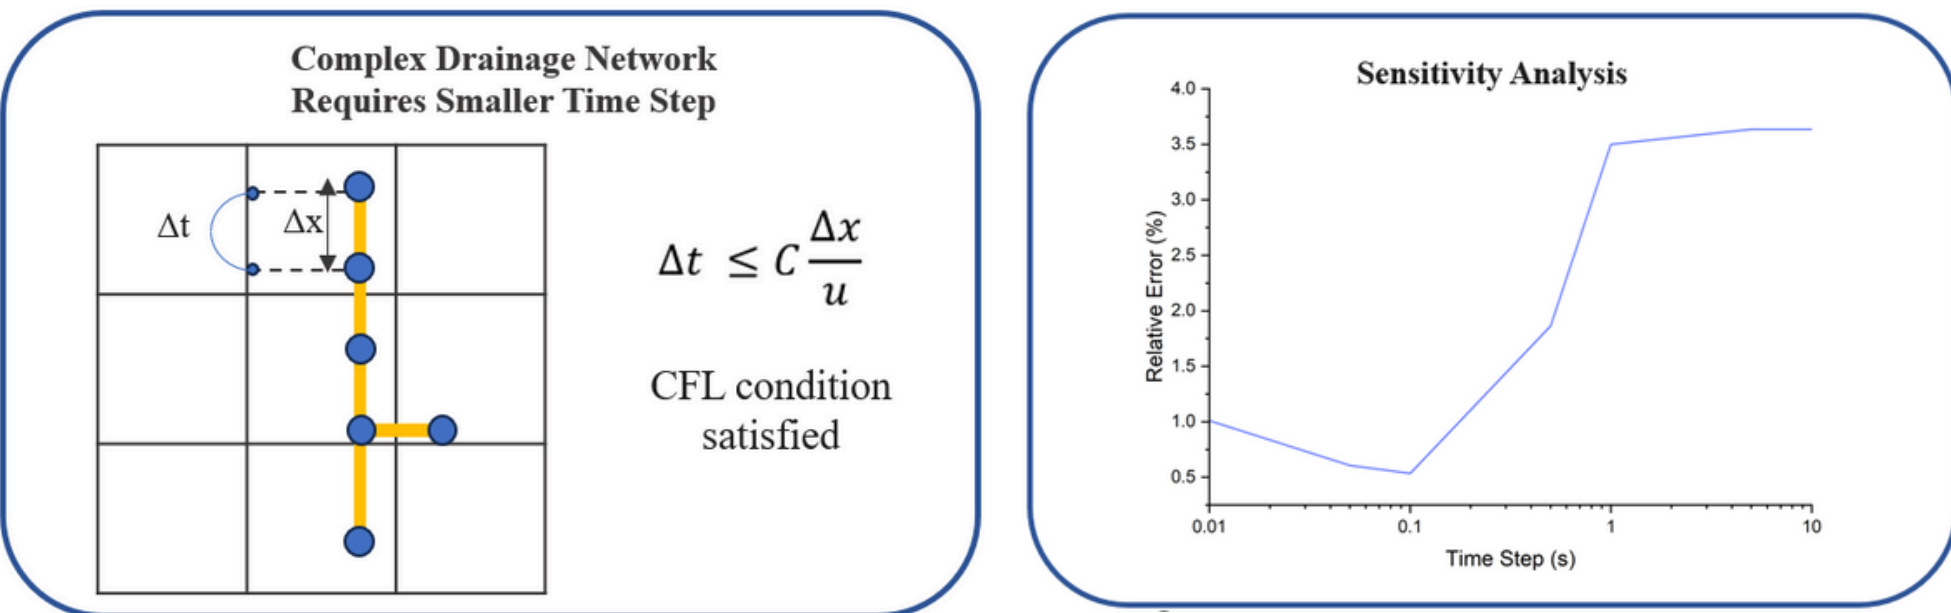 Complex Drainage Network
Requires Smaller Time Step
Δt
Δx
Δt ≤ C Δx/u
CFL condition
satisfied
Sensitivity Analysis
Relative Error (%)
4.0
3.5
3.0
2.5
2.0
1.5
1.0
0.5
0.01 0.1 1 10
Time Step (s)